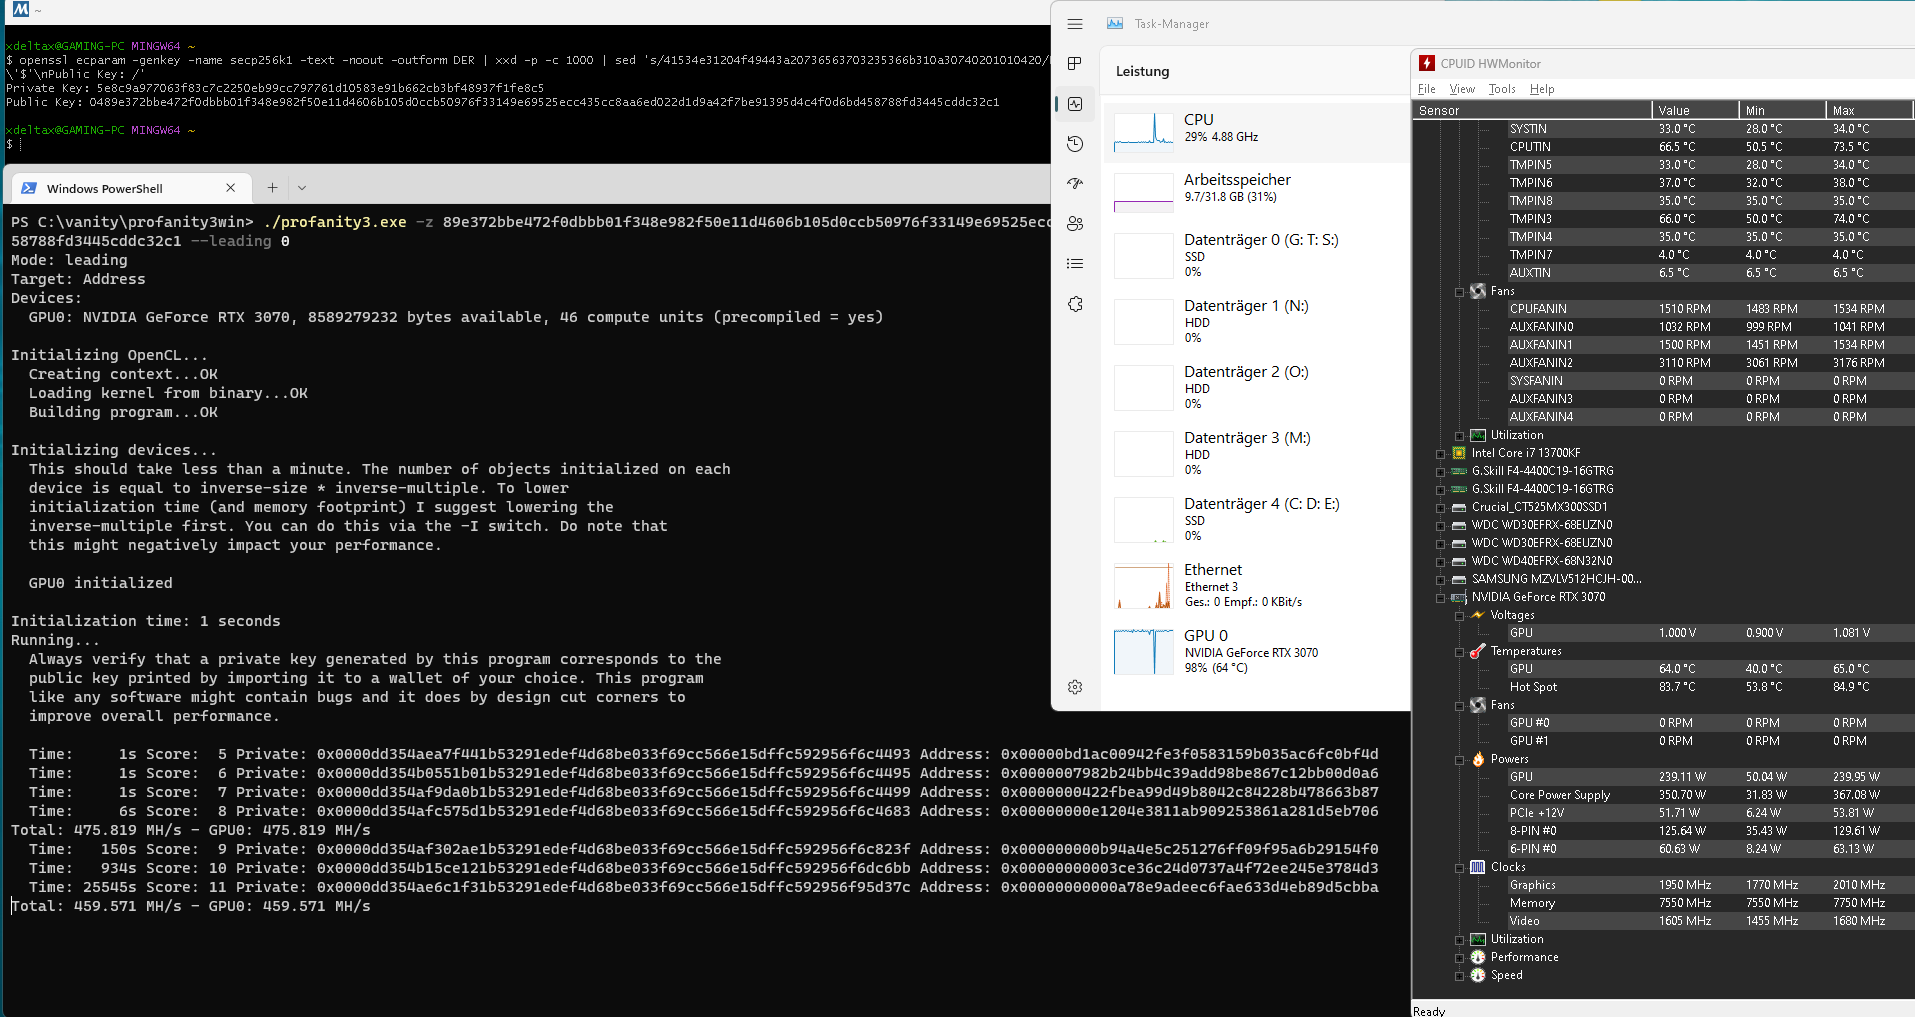 M ~
xdeltax@GAMING-PC MINGW64 ~
$ openssl ecparam -genkey -name secp256k1 -text -noout -outform DER | xxd -p -c 1000 | sed 's/41534e31204f49443a20736563703235366b310a30740201010420/
\'$'\nPublic Key: /'
Private Key: 5e8c9a977063f83c7c2250eb99cc797761d10583e91b662cb3bf48937f1fe8c5
Public Key: 0489e372bbe472f0dbbb01f348e982f50e11d4606b105d0ccb50976f33149e69525ecc435cc8aa6ed022d1d9a42f7be91395d4c4f0d6bd458788fd3445cddc32c1
xdeltax@GAMING-PC MINGW64 ~
$
Windows PowerShell
PS C:\vanity\profanity3win> ./profanity3.exe -z 89e372bbe472f0dbbb01f348e982f50e11d4606b105d0ccb50976f33149e69525ecc
58788fd3445cddc32c1 --leading 0
Mode: leading
Target: Address
Devices:
GPU0: NVIDIA GeForce RTX 3070, 8589279232 bytes available, 46 compute units (precompiled = yes)
Initializing OpenCL...
Creating context...OK
Loading kernel from binary...OK
Building program...OK
Initializing devices...
This should take less than a minute. The number of objects initialized on each
device is equal to inverse-size * inverse-multiple. To lower
initialization time (and memory footprint) I suggest lowering the
inverse-multiple first. You can do this via the -I switch. Do note that
this might negatively impact your performance.
GPU0 initialized
Initialization time: 1 seconds
Running...
Always verify that a private key generated by this program corresponds to the
public key printed by importing it to a wallet of your choice. This program
like any software might contain bugs and it does by design cut corners to
improve overall performance.
Time: 1s Score: 5 Private: 0x0000dd354aea7f441b53291edef4d68be033f69cc566e15dffc592956f6c4493 Address: 0x00000bd1ac00942fe3f0583159b035ac6fc0bf4d
Time: 1s Score: 6 Private: 0x0000dd354b0551b01b53291edef4d68be033f69cc566e15dffc592956f6c4495 Address: 0x0000007982b24bb4c39add98be867c12bb00d0a6
Time: 1s Score: 7 Private: 0x0000dd354af9da0b1b53291edef4d68be033f69cc566e15dffc592956f6c4499 Address: 0x0000000422fbea99d49b8042c84228b478663b87
Time: 6s Score: 8 Private: 0x0000dd354afc575d1b53291edef4d68be033f69cc566e15dffc592956f6c4683 Address: 0x00000000e1204e3811ab909253861a281d5eb706
Total: 475.819 MH/s - GPU0: 475.819 MH/s
Time: 150s Score: 9 Private: 0x0000dd354af302ae1b53291edef4d68be033f69cc566e15dffc592956f6c823f Address: 0x000000000b94a4e5c251276ff09f95a6b29154f0
Time: 934s Score: 10 Private: 0x0000dd354b15ce121b53291edef4d68be033f69cc566e15dffc592956f6dc6bb Address: 0x00000000003ce36c24d0737a4f72ee245e3784d3
Time: 25545s Score: 11 Private: 0x0000dd354ae6c1f31b53291edef4d68be033f69cc566e15dffc592956f95d37c Address: 0x00000000000a78e9adeec6fae633d4eb89d5cbba
Total: 459.571 MH/s - GPU0: 459.571 MH/s
Task-Manager
Leistung
CPU
29% 4.88 GHz
Arbeitsspeicher
9.7/31.8 GB (31%)
Datenträger 0 (G: T: S:)
SSD
0%
Datenträger 1 (N:)
HDD
0%
Datenträger 2 (O:)
HDD
0%
Datenträger 3 (M:)
HDD
0%
Datenträger 4 (C: D: E:)
SSD
0%
Ethernet
Ethernet 3
Ges.: 0 Empf.: 0 KBit/s
GPU 0
NVIDIA GeForce RTX 3070
98% (64 °C)
CPUID HWMonitor
File View Tools Help
Sensor Value Min Max
SYSTIN 33.0 °C 28.0 °C 34.0 °C
CPUTIN 66.5 °C 50.5 °C 73.5 °C
TMPIN5 33.0 °C 28.0 °C 34.0 °C
TMPIN6 37.0 °C 32.0 °C 38.0 °C
TMPIN8 35.0 °C 35.0 °C 35.0 °C
TMPIN3 66.0 °C 50.0 °C 74.0 °C
TMPIN4 35.0 °C 35.0 °C 35.0 °C
TMPIN7 4.0 °C 4.0 °C 4.0 °C
AUXTIN 6.5 °C 6.5 °C 6.5 °C
Fans
CPUFANIN 1510 RPM 1483 RPM 1534 RPM
AUXFANIN0 1032 RPM 999 RPM 1041 RPM
AUXFANIN1 1500 RPM 1451 RPM 1534 RPM
AUXFANIN2 3110 RPM 3061 RPM 3176 RPM
SYSFANIN 0 RPM 0 RPM 0 RPM
AUXFANIN3 0 RPM 0 RPM 0 RPM
AUXFANIN4 0 RPM 0 RPM 0 RPM
Utilization
Intel Core i7 13700KF
G.Skill F4-4400C19-16GTRG
G.Skill F4-4400C19-16GTRG
Crucial_CT525MX300SSD1
WDC WD30EFRX-68EUZN0
WDC WD30EFRX-68EUZN0
WDC WD40EFRX-68N32N0
SAMSUNG MZVLV512HCJH-00...
NVIDIA GeForce RTX 3070
Voltages
GPU 1.000 V 0.900 V 1.081 V
Temperatures
GPU 64.0 °C 40.0 °C 65.0 °C
Hot Spot 83.7 °C 53.8 °C 84.9 °C
Fans
GPU #0 0 RPM 0 RPM 0 RPM
GPU #1 0 RPM 0 RPM 0 RPM
Powers
GPU 239.11 W 50.04 W 239.95 W
Core Power Supply 350.70 W 31.83 W 367.08 W
PCIe +12V 51.71 W 6.24 W 53.81 W
8-PIN #0 125.64 W 35.43 W 129.61 W
6-PIN #0 60.63 W 8.24 W 63.13 W
Clocks
Graphics 1950 MHz 1770 MHz 2010 MHz
Memory 7550 MHz 7550 MHz 7750 MHz
Video 1605 MHz 1455 MHz 1680 MHz
Utilization
Performance
Speed
Ready